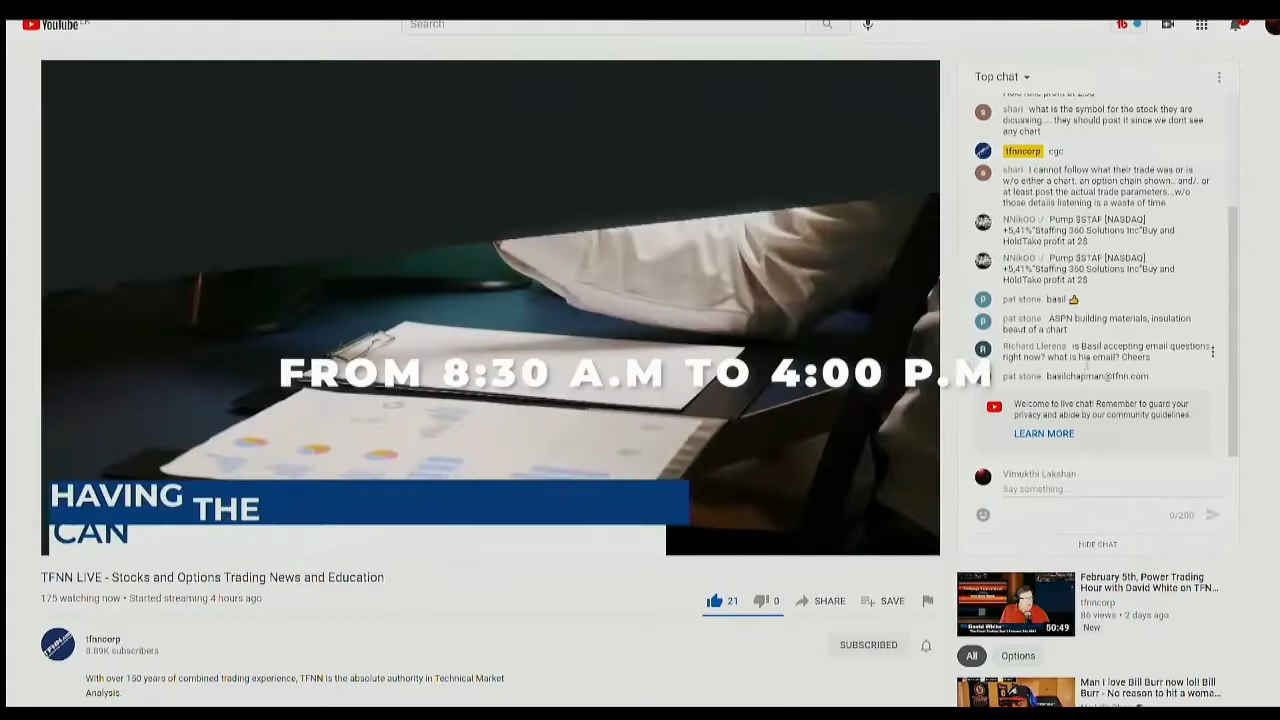 YouTube
Search
FROM 8:30 A.M TO 4:00 P.M
HAVING THE
CAN
TFNN LIVE - Stocks and Options Trading News and Education
175 watching now • Started streaming 4 hours ago
21
0
SHARE
SAVE
tfnncorp
8.89K subscribers
SUBSCRIBED
With over 150 years of combined trading experience, TFNN is the absolute authority in Technical Market
Analysis.
Top chat
HoldTake profit at 2,5$
shari what is the symbol for the stock they are
dicussing.... they should post it since we dont see
any chart
tfnncorp cgc
shari I cannot follow what their trade was or is
w/o either a chart. an option chain shown.. and/. or
at least post the actual trade parameters...w/o
those details listening is a waste of time
NNiKOO :/ Pump $STAF [NASDAQ]
+5,41%"Staffing 360 Solutions Inc"Buy and
HoldTake profit at 2$
NNiKOO :/ Pump $STAF [NASDAQ]
+5,41%"Staffing 360 Solutions Inc"Buy and
HoldTake profit at 2$
pat stone basil 👍
pat stone ASPN building materials, insulation
beaut of a chart
Richard Llerena is Basil accepting email questions
right now? what is his email? Cheers
pat stone basilchapman@tfnn.com
Welcome to live chat! Remember to guard your
privacy and abide by our community guidelines.
LEARN MORE
Vimukthi Lakshan
Say something...
0/200
HIDE CHAT
February 5th, Power Trading
Hour with David White on TFN...
tfnncorp
86 views • 2 days ago
New
David White
50:49
All
Options
Man I love Bill Burr now lol! Bill
Burr - No reason to hit a woma...